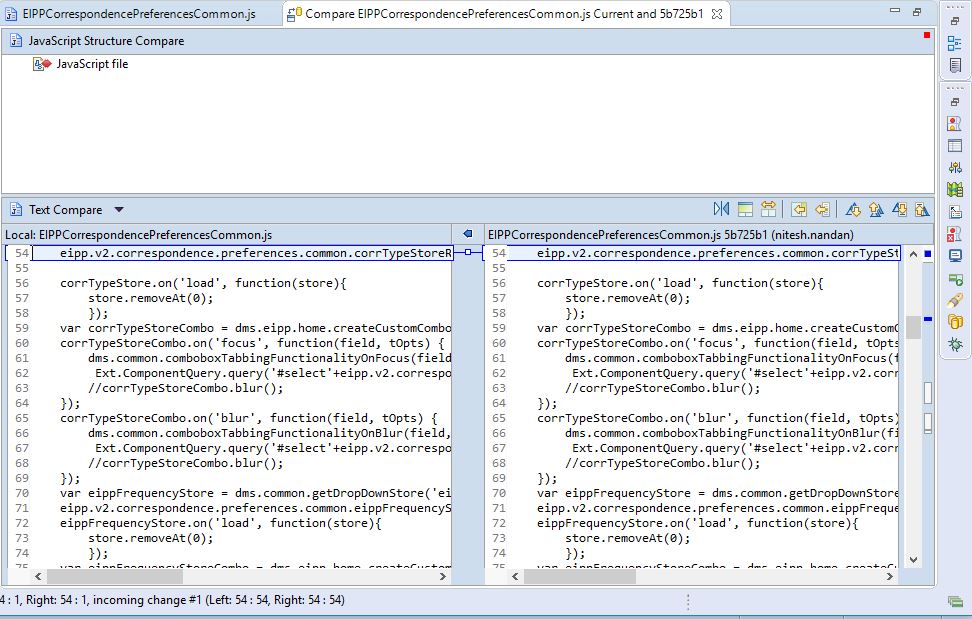 EIPPCorrespondencePreferencesCommon.js
Compare EIPPCorrespondencePreferencesCommon.js Current and 5b725b1
JavaScript Structure Compare
JavaScript file
Text Compare
Local: EIPPCorrespondencePreferencesCommon.js
54 eipp.v2.correspondence.preferences.common.corrTypeStoreR
55
56 corrTypeStore.on('load', function(store){
57 store.removeAt(0);
58 });
59 var corrTypeStoreCombo = dms.eipp.home.createCustomCombo
60 corrTypeStoreCombo.on('focus', function(field, tOpts) {
61 dms.common.comboboxTabbingFunctionalityOnFocus(field
62 Ext.ComponentQuery.query('#select'+eipp.v2.correspo
63 //corrTypeStoreCombo.blur();
64 });
65 corrTypeStoreCombo.on('blur', function(field, tOpts) {
66 dms.common.comboboxTabbingFunctionalityOnBlur(field,
67 Ext.ComponentQuery.query('#select'+eipp.v2.correspo
68 //corrTypeStoreCombo.blur();
69 });
70 var eippFrequencyStore = dms.common.getDropDownStore('ei
71 eipp.v2.correspondence.preferences.common.eippFrequencyS
72 eippFrequencyStore.on('load', function(store){
73 store.removeAt(0);
74 });
75 var eippFrequencyStoreCombo = dms.eipp.home.createCustom
EIPPCorrespondencePreferencesCommon.js 5b725b1 (nitesh.nandan)
54 eipp.v2.correspondence.preferences.common.corrTypeSt
55
56 corrTypeStore.on('load', function(store){
57 store.removeAt(0);
58 });
59 var corrTypeStoreCombo = dms.eipp.home.createCustomC
60 corrTypeStoreCombo.on('focus', function(field, tOpts
61 dms.common.comboboxTabbingFunctionalityOnFocus(f
62 Ext.ComponentQuery.query('#select'+eipp.v2.corr
63 //corrTypeStoreCombo.blur();
64 });
65 corrTypeStoreCombo.on('blur', function(field, tOpts)
66 dms.common.comboboxTabbingFunctionalityOnBlur(fi
67 Ext.ComponentQuery.query('#select'+eipp.v2.corr
68 //corrTypeStoreCombo.blur();
69 });
70 var eippFrequencyStore = dms.common.getDropDownStore
71 eipp.v2.correspondence.preferences.common.eippFreque
72 eippFrequencyStore.on('load', function(store){
73 store.removeAt(0);
74 });
4 : 1, Right: 54 : 1, incoming change #1 (Left: 54 : 54, Right: 54 : 54)